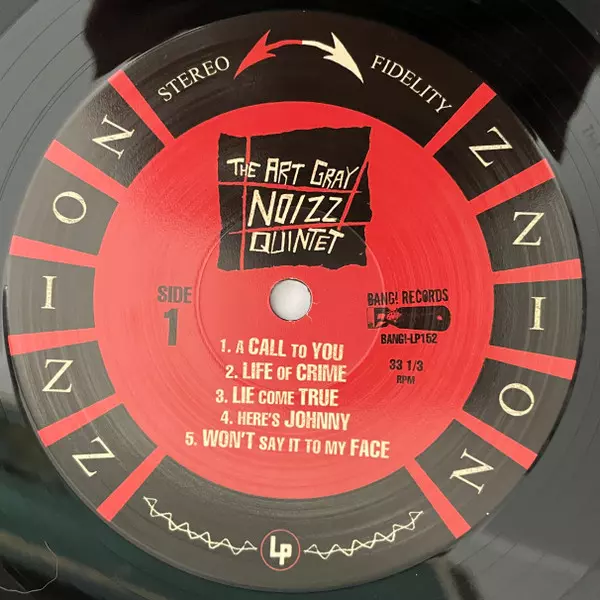 STEREO FIDELITY
NOIZZ
ZZION
THE ART GRAY
NOIZZ
QUINTET
SIDE
1
BANG! RECORDS
BANG!-LP152
33 1/3
RPM
1. A CALL TO YOU
2. LIFE OF CRIME
3. LIE COME TRUE
4. HERE'S JOHNNY
5. WON'T SAY IT TO MY FACE
LP